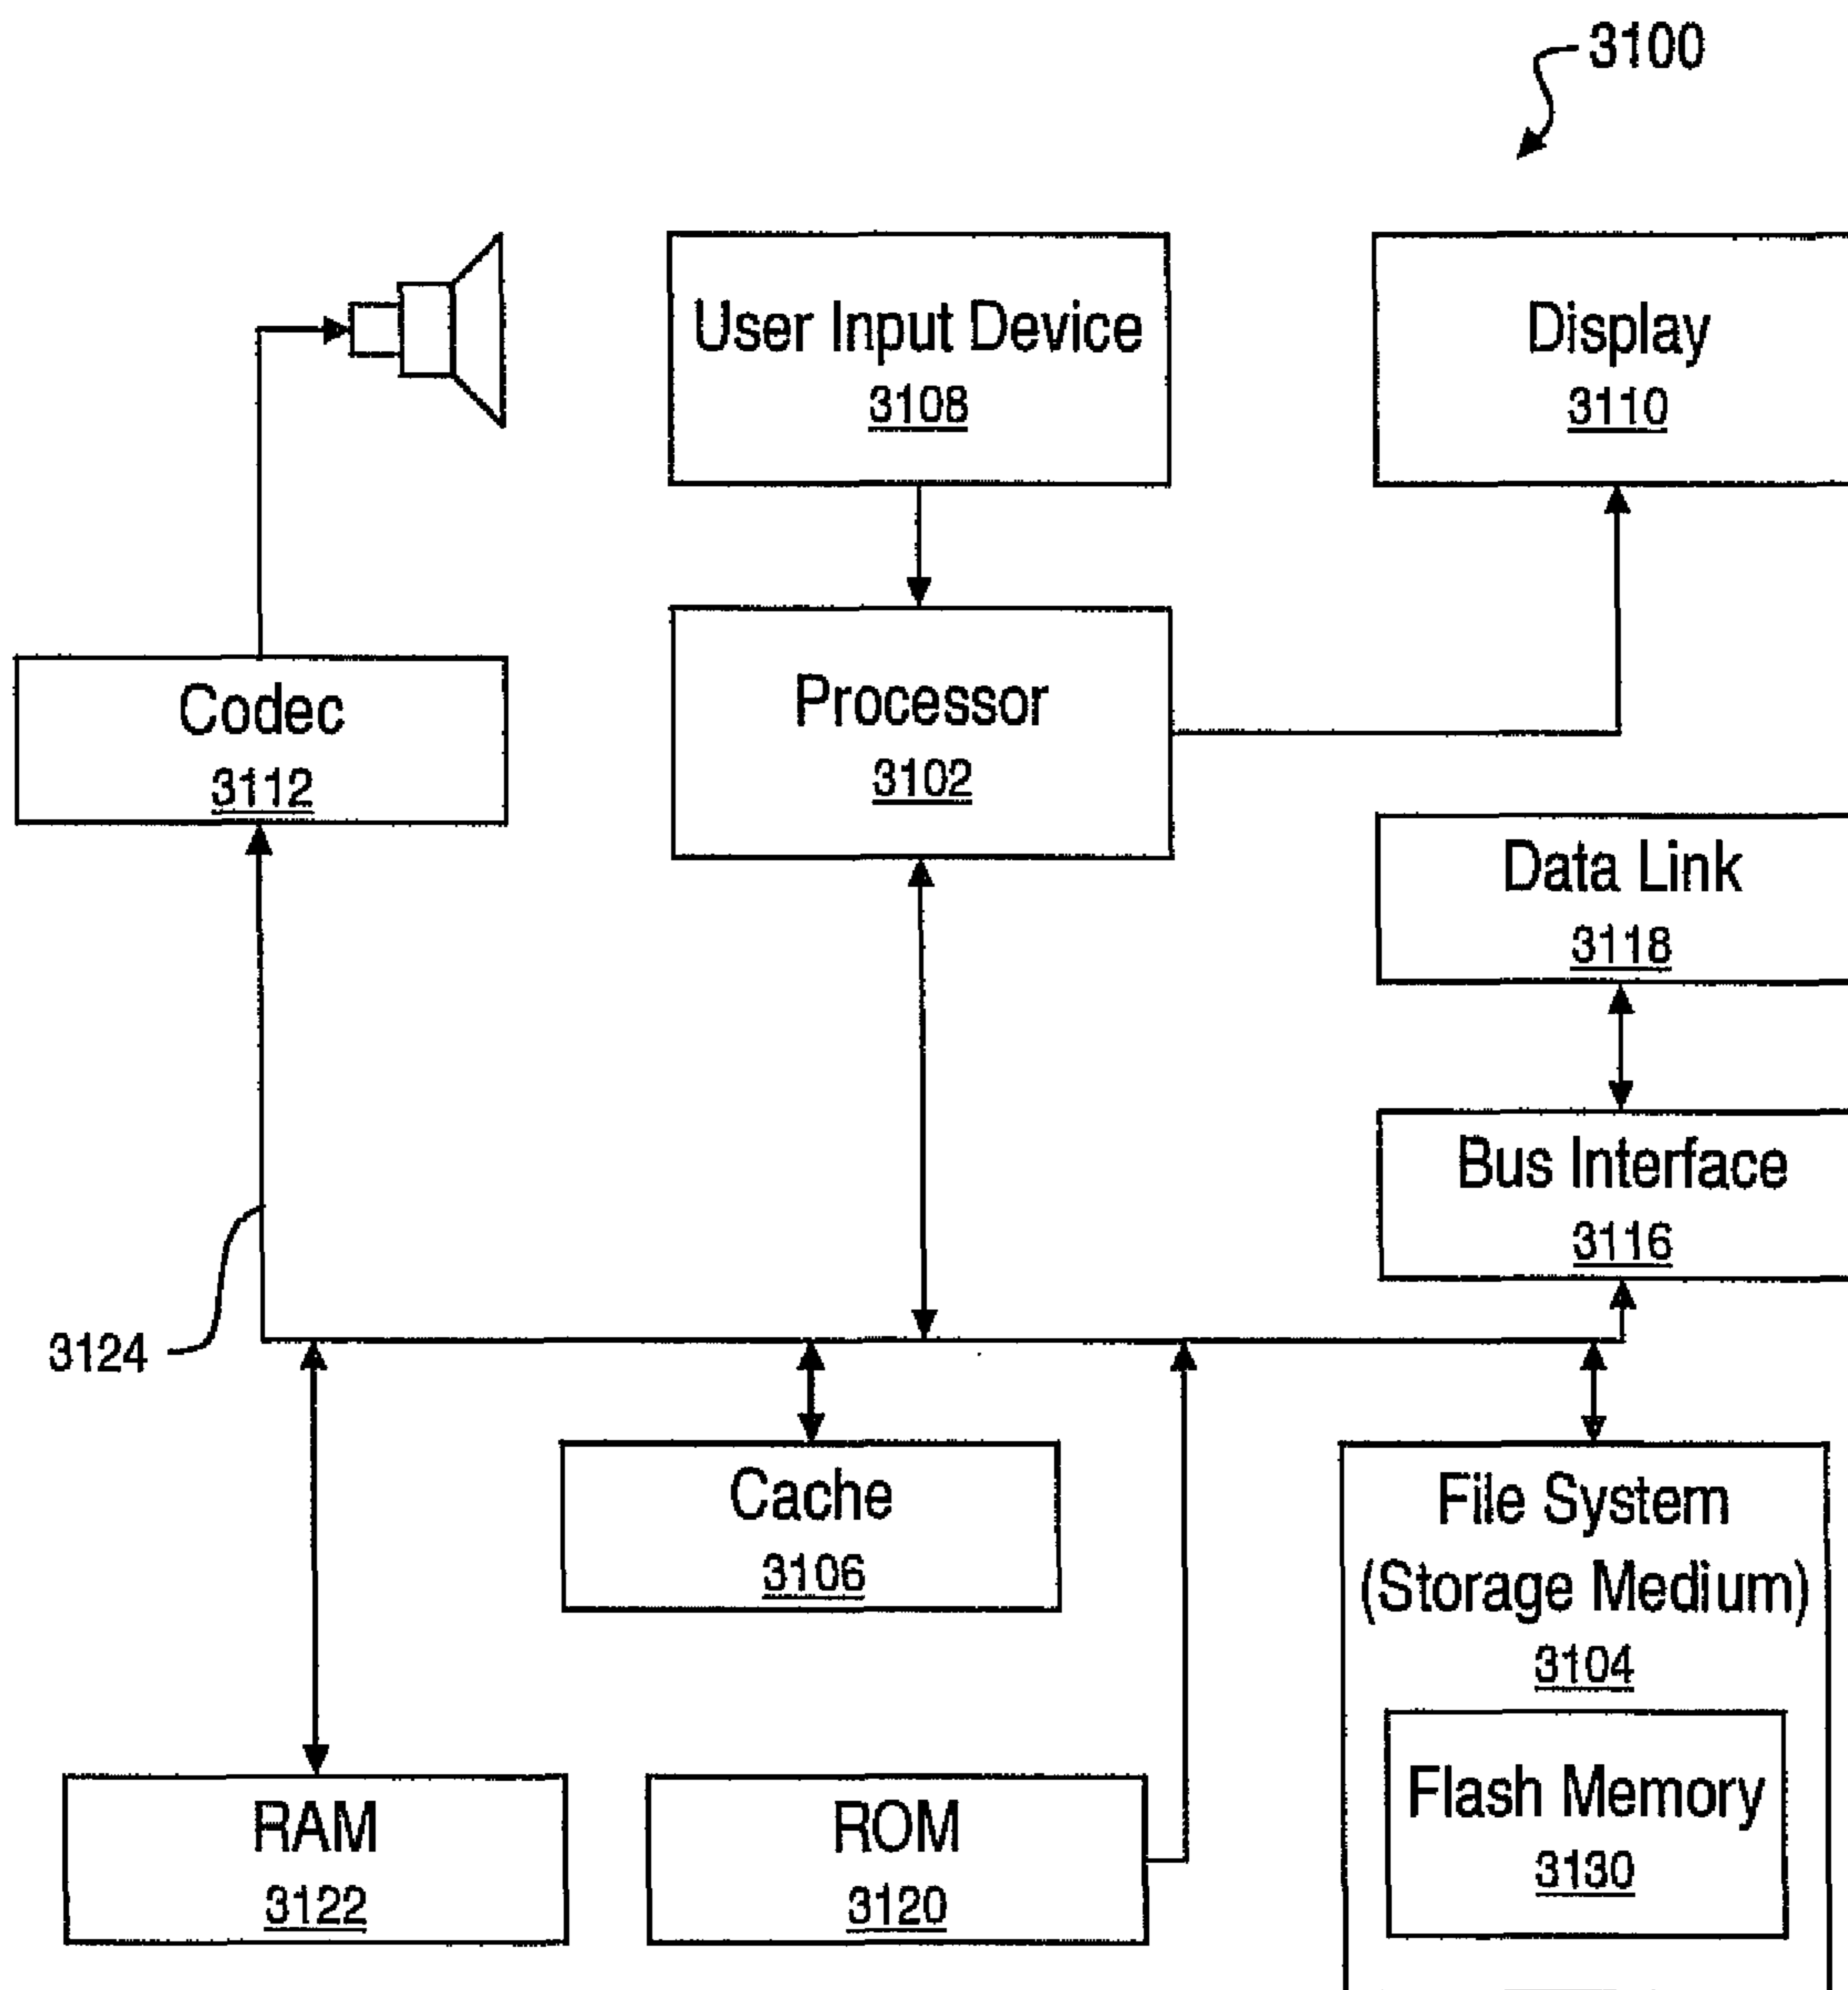 3100
User Input Device
3108
Display
3110
Codec
3112
Processor
3102
Data Link
3118
Bus Interface
3116
3124
Cache
3106
File System
(Storage Medium)
3104
Flash Memory
3130
RAM
3122
ROM
3120